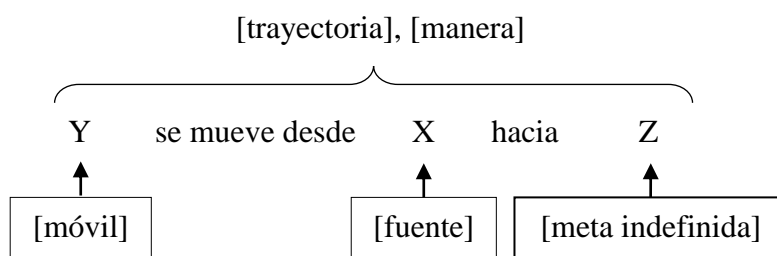 [trayectoria], [manera]
Y se mueve desde X hacia Z
[móvil] [fuente] [meta indefinida]